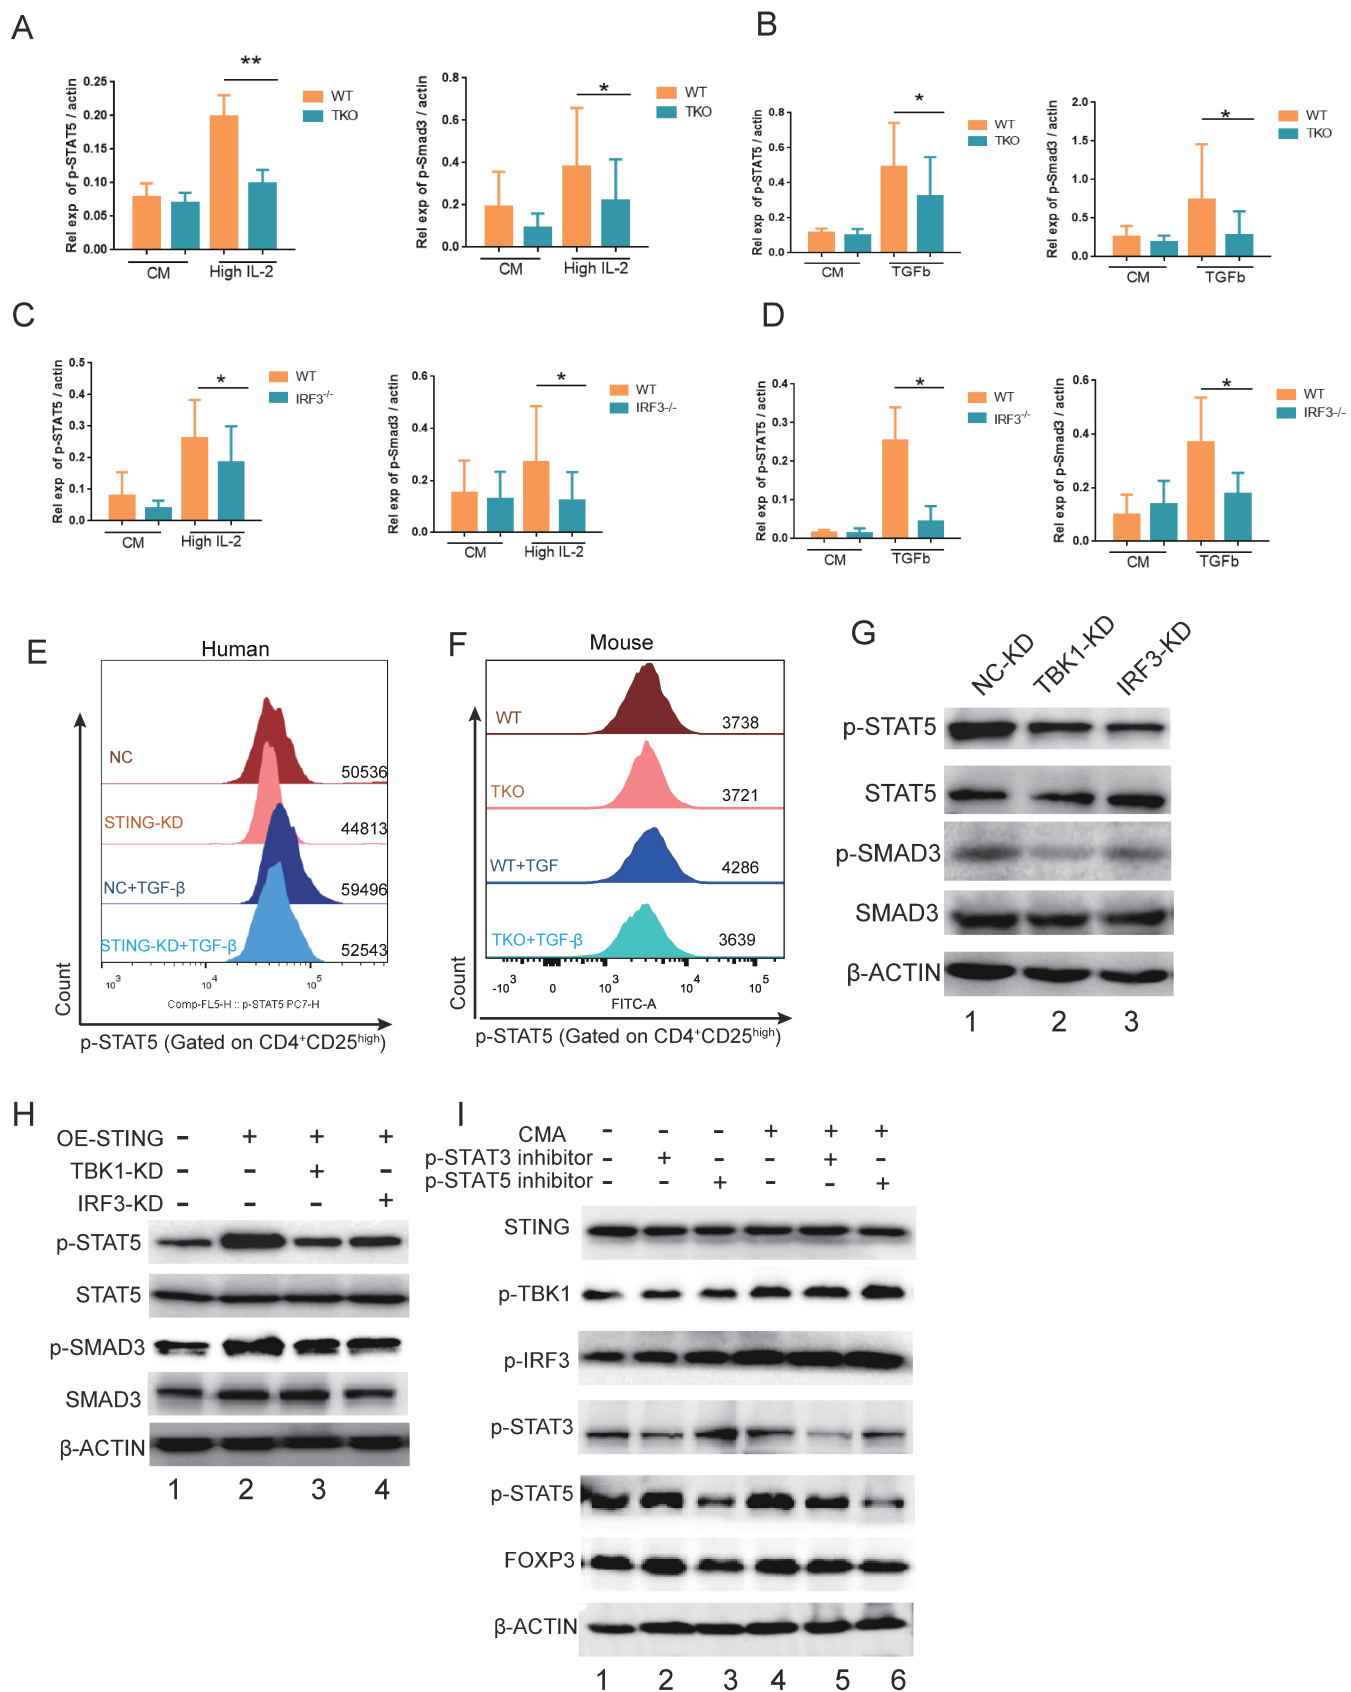 A
Rel exp of p-STAT5 / actin
0.25
0.20
0.15
0.10
0.05
0.00
**
WT
TKO
CM
High IL-2
Rel exp of p-Smad3 / actin
0.8
0.6
0.4
0.2
0.0
*
WT
TKO
CM
High IL-2
B
Rel exp of p-STAT5 / actin
0.8
0.6
0.4
0.2
0.0
*
WT
TKO
CM
TGFb
Rel exp of p-Smad3 / actin
2.0
1.5
1.0
0.5
0.0
*
WT
TKO
CM
TGFb
C
Rel exp of p-STAT5 / actin
0.5
0.4
0.3
0.2
0.1
0.0
*
WT
IRF3-/-
CM
High IL-2
Rel exp of p-Smad3 / actin
0.6
0.4
0.2
0.0
*
WT
IRF3-/-
CM
High IL-2
D
Rel exp of p-STAT5 / actin
0.4
0.3
0.2
0.1
0.0
*
WT
IRF3-/-
CM
TGFb
Rel exp of p-Smad3 / actin
0.6
0.4
0.2
0.0
*
WT
IRF3-/-
CM
TGFb
E
Human
NC
50536
STING-KD
44813
NC+TGF-β
59496
STING-KD+TGF-β
52543
10³ 10⁴ 10⁵
Comp-FL5-H :: p-STAT5 PC7-H
Count
p-STAT5 (Gated on CD4⁺CD25ʰⁱᵍʰ)
F
Mouse
WT
3738
TKO
3721
WT+TGF
4286
TKO+TGF-β
3639
-10³ 0 10³ 10⁴ 10⁵
FITC-A
Count
p-STAT5 (Gated on CD4⁺CD25ʰⁱᵍʰ)
G
NC-KD TBK1-KD IRF3-KD
p-STAT5
STAT5
p-SMAD3
SMAD3
β-ACTIN
1 2 3
H
OE-STING - + + +
TBK1-KD - - + -
IRF3-KD - - - +
p-STAT5
STAT5
p-SMAD3
SMAD3
β-ACTIN
1 2 3 4
I
CMA - - - + + +
p-STAT3 inhibitor - + - - + -
p-STAT5 inhibitor - - + - - +
STING
p-TBK1
p-IRF3
p-STAT3
p-STAT5
FOXP3
β-ACTIN
1 2 3 4 5 6